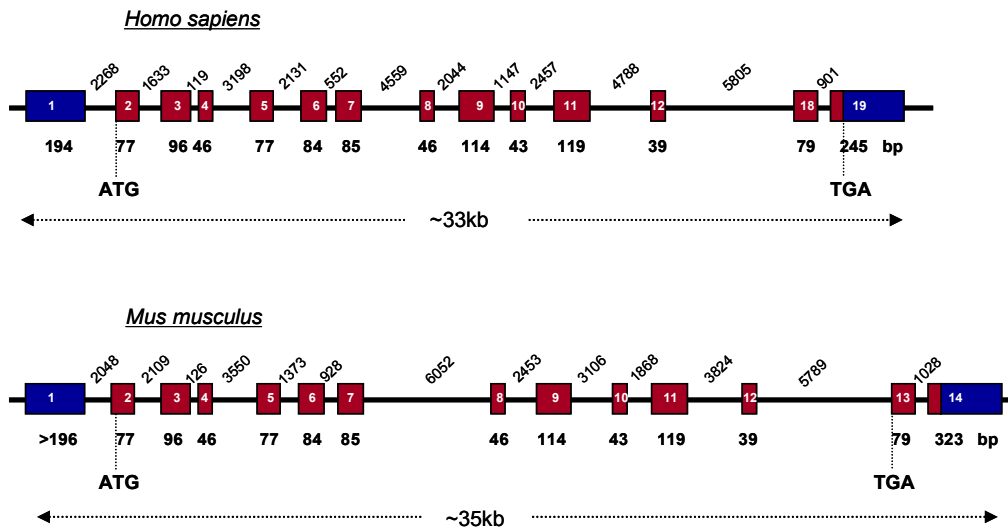 Homo sapiens
2268 1633 119 3198 2131 552 4559 2044 1147 2457 4788 5805 901
1 2 3 4 5 6 7 8 9 10 11 12 18 19
194 77 96 46 77 84 85 46 114 43 119 39 79 245 bp
ATG TGA
~33kb
Mus musculus
2048 2109 126 3550 1373 928 6052 2453 3106 1868 3824 5789 1028
1 2 3 4 5 6 7 8 9 10 11 12 13 14
>196 77 96 46 77 84 85 46 114 43 119 39 79 323 bp
ATG TGA
~35kb